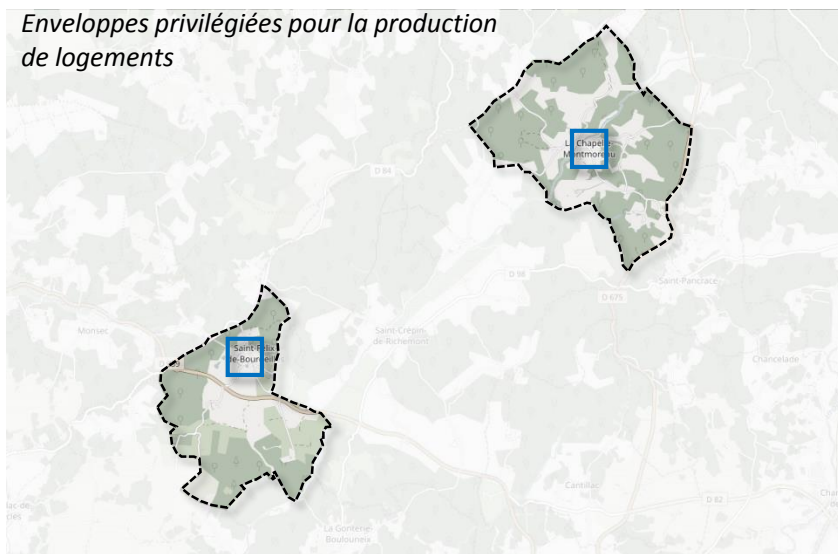 Enveloppes privilégiées pour la production
de logements
La Chapelle
Montmoreau
D 84
D 98
Saint-Pancrace
D 675
Saint-Félix
de-Bourdeil
Monsec
Saint-Crépin-
de-Richemont
Chancelade
Cantillac
D 82
La Gonterie-
Boulouneix